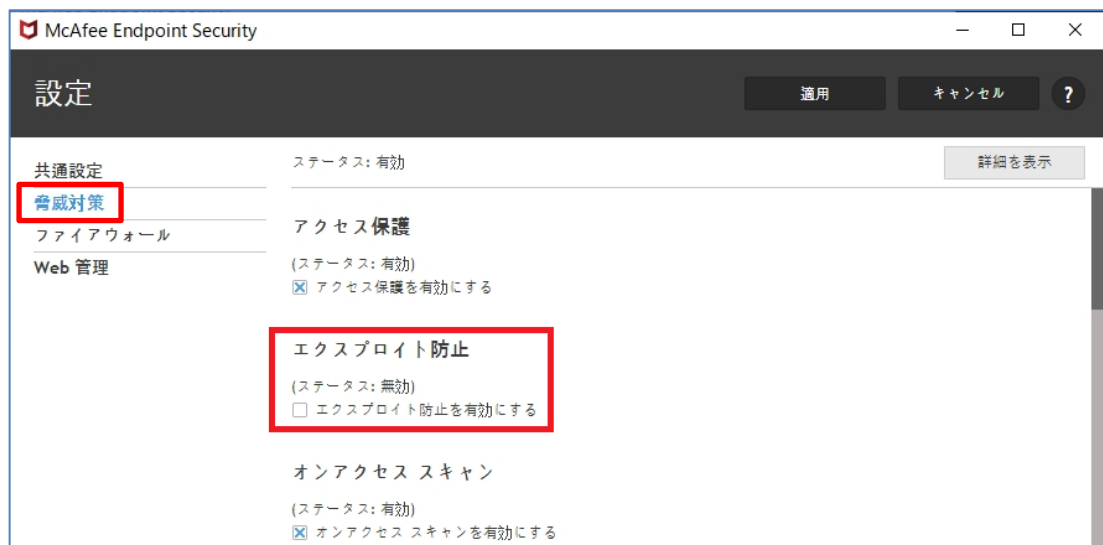 McAfee Endpoint Security
設定
適用
キャンセル
?
共通設定
脅威対策
ファイアウォール
Web 管理
ステータス: 有効
詳細を表示
アクセス保護
(ステータス: 有効)
アクセス保護を有効にする
エクスプロイト防止
(ステータス: 無効)
エクスプロイト防止を有効にする
オンアクセス スキャン
(ステータス: 有効)
オンアクセス スキャンを有効にする